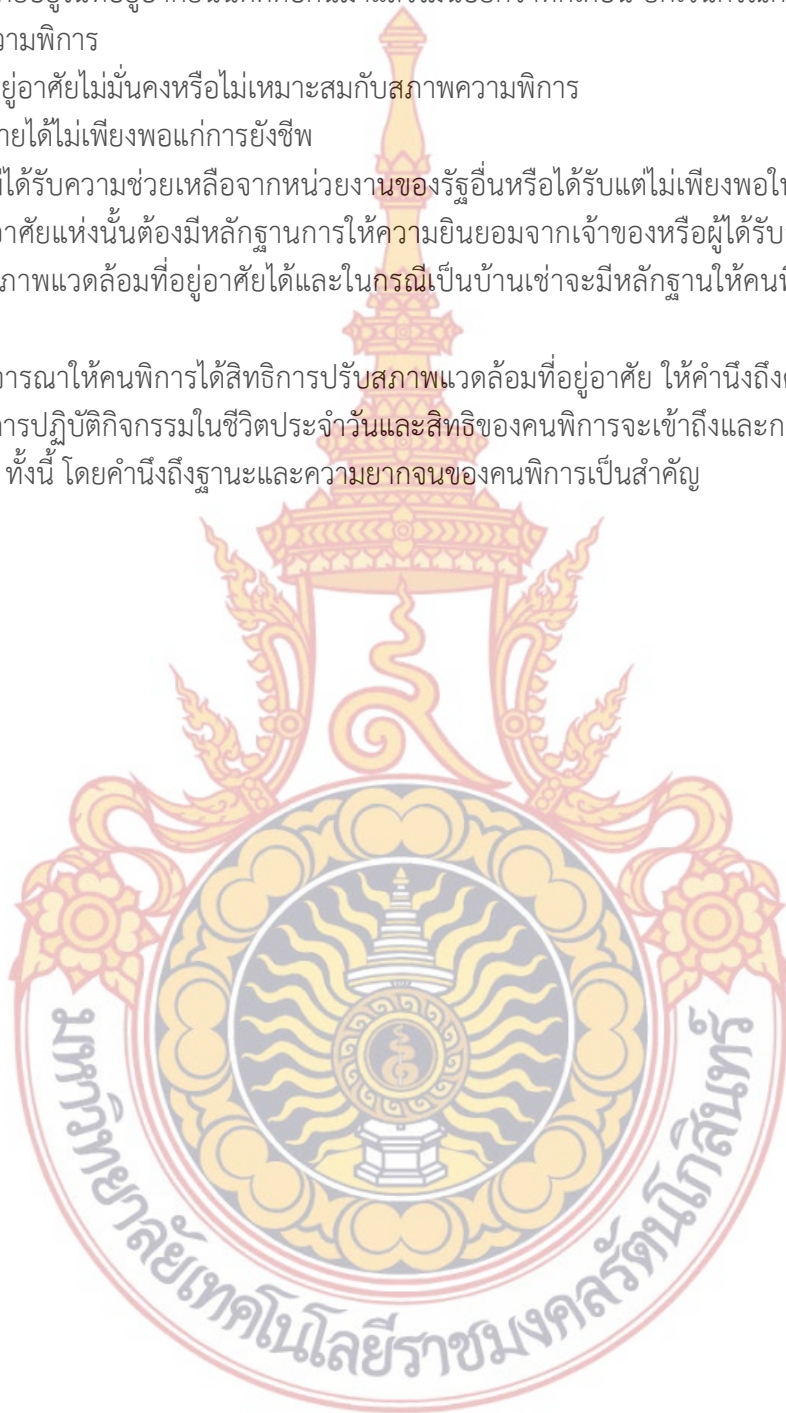 วามพิการ
ยู่อาศัยไม่มั่นคงหรือไม่เหมาะสมกับสภาพความพิการ
ายได้ไม่เพียงพอแก่การยังชีพ
ได้รับความช่วยเหลือจากหน่วยงานของรัฐอื่นหรือได้รับแต่ไม่เพียงพอ
าศัยแห่งนั้นต้องมีหลักฐานการให้ความยินยอมจากเจ้าของหรือผู้ได้รับ
ภาพแวดล้อมที่อยู่อาศัยได้และในกรณีเป็นบ้านเช่าจะมีหลักฐานให้คน
ารณาให้คนพิการได้สิทธิการปรับสภาพแวดล้อมที่อยู่อาศัย ให้คำนึงถึง
การปฏิบัติกิจกรรมในชีวิตประจำวันและสิทธิของคนพิการจะเข้าถึงและ
ทั้งนี้ โดยคำนึงถึงฐานะและความยากจนของคนพิการเป็นสำคัญ
มหาวิทยาลัยเทคโนโลยีราชมงคลรัตนโกสินทร์